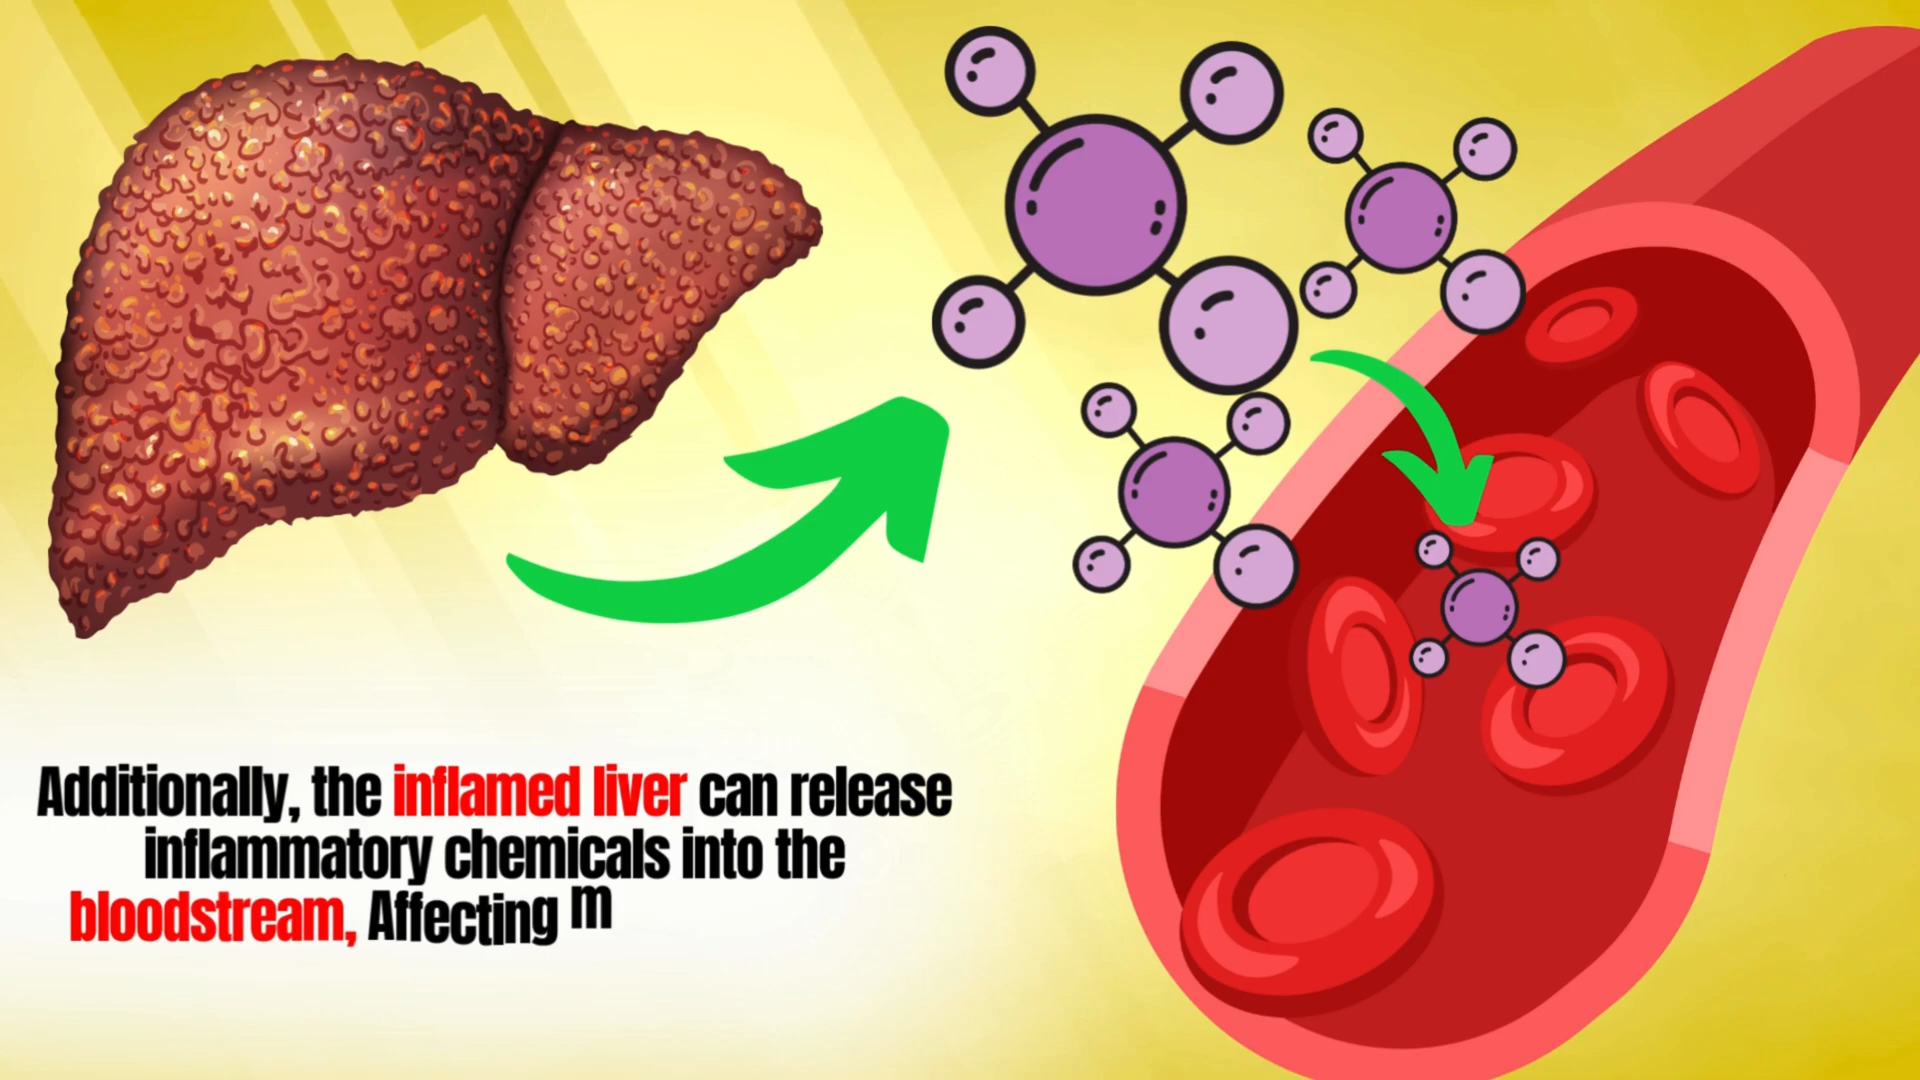 Additionally, the inflamed liver can release
inflammatory chemicals into the
bloodstream, Affecting m